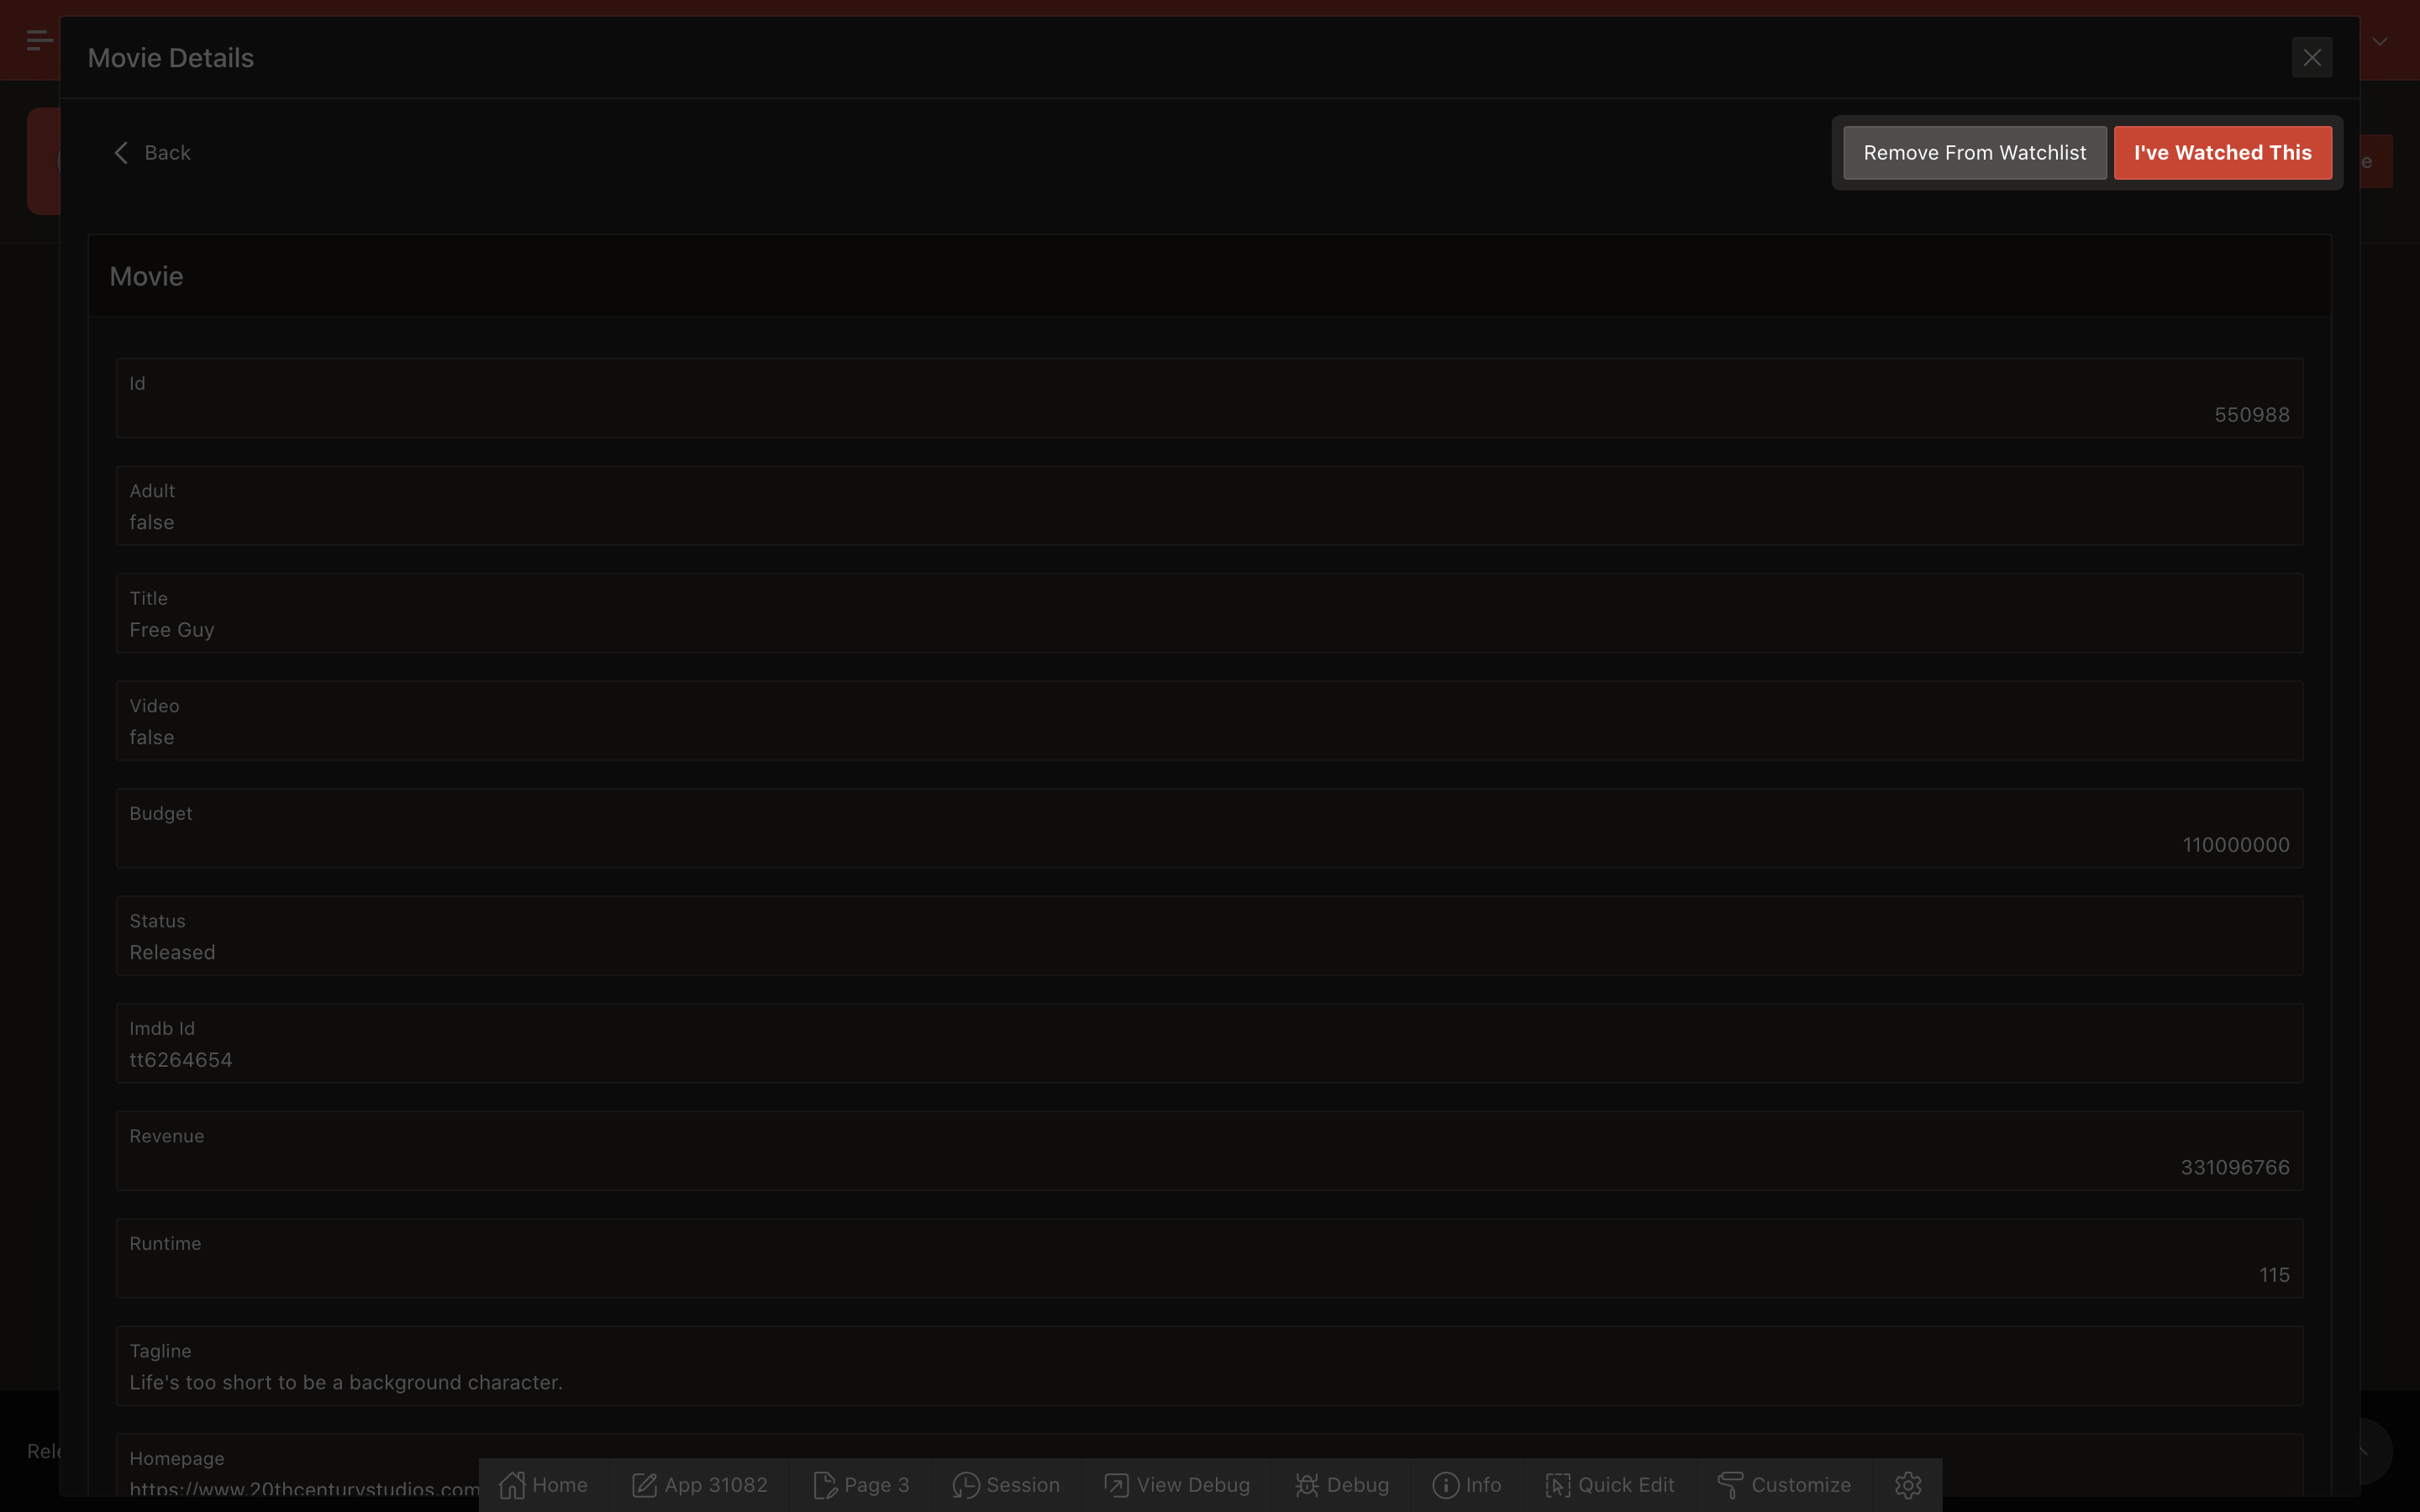 Movie Details
Back
Remove From Watchlist
I've Watched This
e
Movie
Id
550988
Adult
false
Title
Free Guy
Video
false
Budget
110000000
Status
Released
Imdb Id
tt6264654
Revenue
331096766
Runtime
115
Tagline
Life's too short to be a background character.
Homepage
https://www.20thcenturystudios.com
Rele
Home
App 31082
Page 3
Session
View Debug
Debug
Info
Quick Edit
Customize